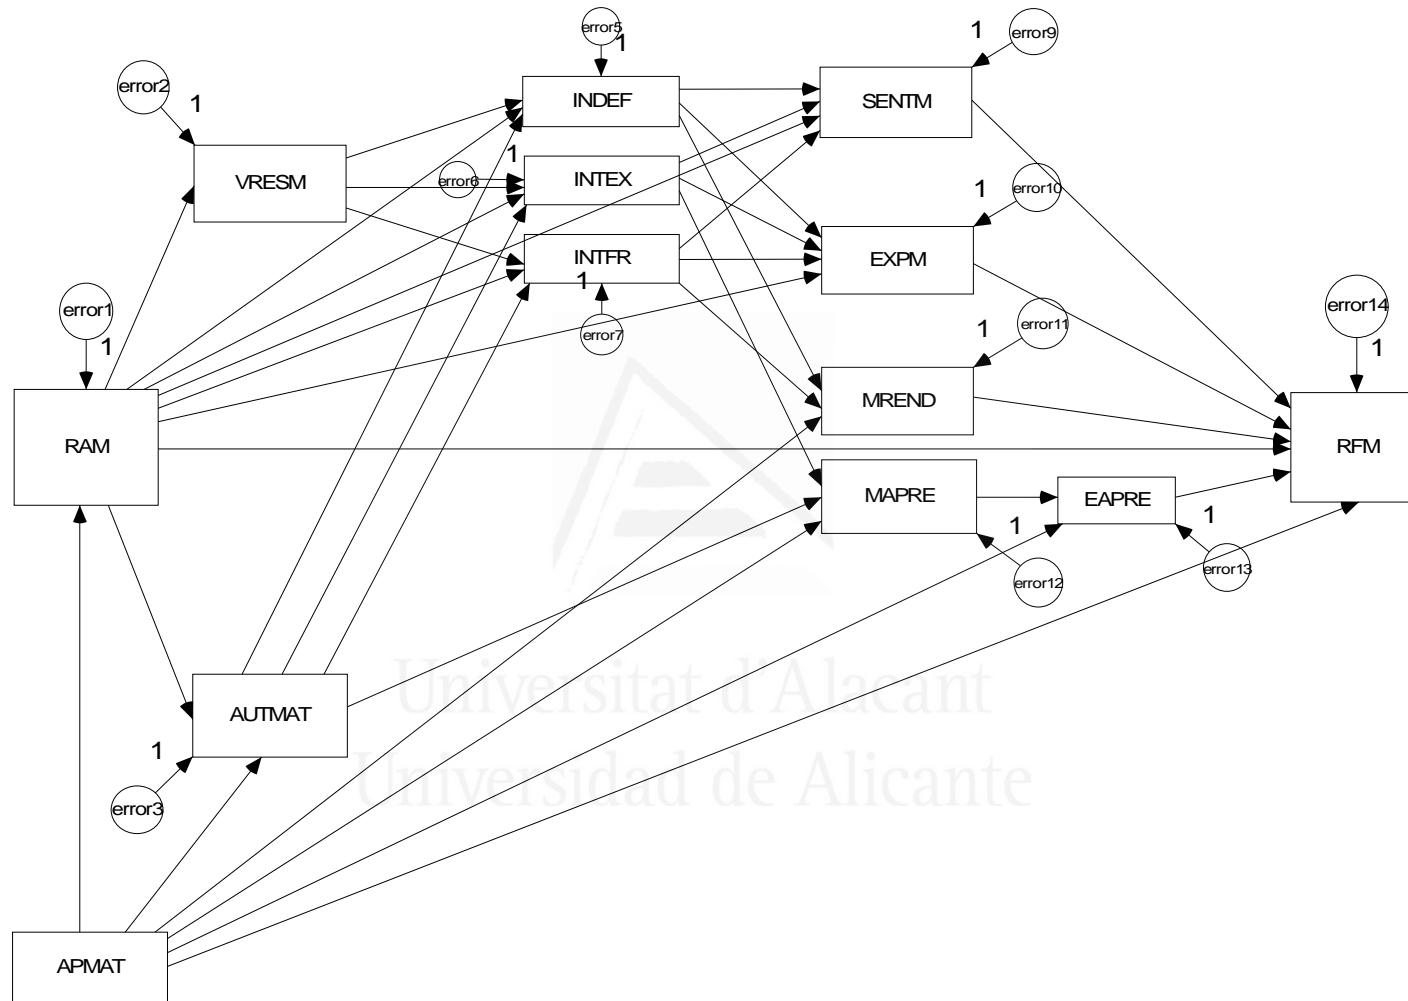 error5
1
1
error9
error2
1
INDEF
SENTM
VRESM
1
error6
INTEX
1
error10
INTFR
EXPM
1
error1
1
error7
1
error11
error14
1
RAM
MREND
RFM
MAPRE
EAPRE
1
1
error12
error13
Universitat d'Alacant
AUTMAT
1
Universidad de Alicante
error3
APMAT